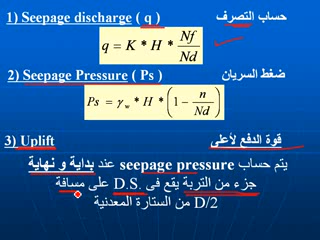 1) Seepage discharge ( q ) حساب التصرف
q = K * H * Nf / Nd
2) Seepage Pressure ( Ps ) ضغط السريان
Ps = γw * H * (1 − n / Nd)
3) Uplift قوة الدفع لأعلى
يتم حساب seepage pressure عند بداية و نهاية
جزء من التربة يقع فى D.S. على مسافة
D/2 من الستارة المعدنية